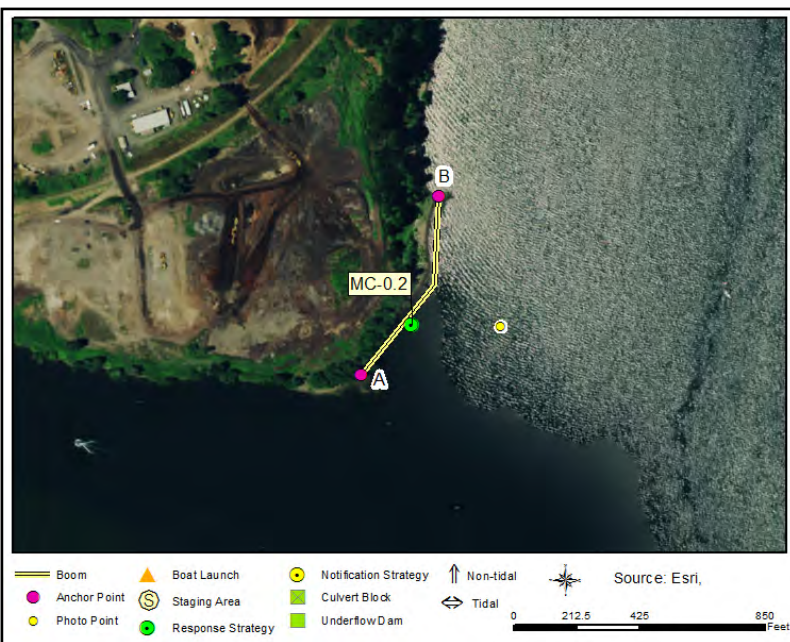 B
MC-0.2
A
Boom
Anchor Point
Photo Point
Boat Launch
S
Staging Area
Response Strategy
Notification Strategy
Culvert Block
Underflow Dam
Non-tidal
Tidal
Source: Esri,
0 212.5 425 850
Feet